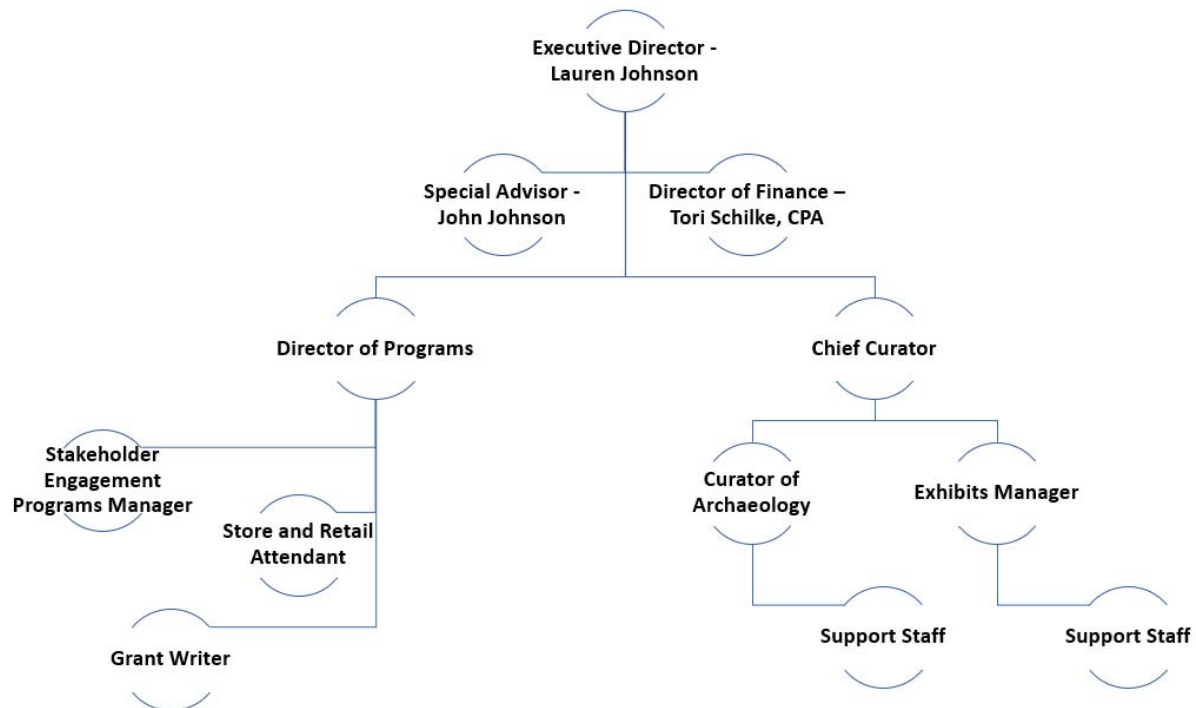 Executive Director -
Lauren Johnson
Special Advisor -
John Johnson
Director of Finance –
Tori Schilke, CPA
Director of Programs
Chief Curator
Stakeholder
Engagement
Programs Manager
Store and Retail
Attendant
Grant Writer
Curator of
Archaeology
Exhibits Manager
Support Staff
Support Staff